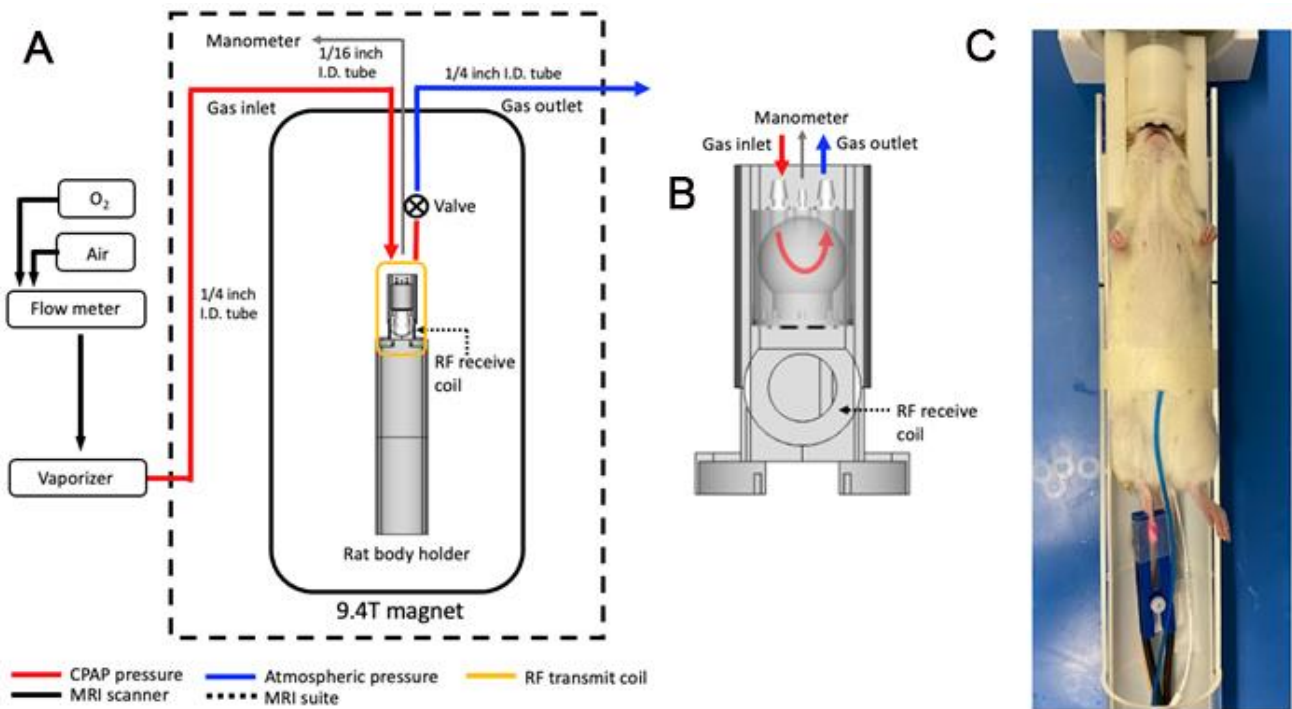 A
Manometer
1/16 inch
I.D. tube
1/4 inch I.D. tube
Gas inlet
Gas outlet
O2
Air
Flow meter
Vaporizer
1/4 inch
I.D. tube
Valve
RF receive
coil
Rat body holder
9.4T magnet
CPAP pressure
Atmospheric pressure
RF transmit coil
MRI scanner
MRI suite
B
Manometer
Gas inlet
Gas outlet
RF receive
coil
C